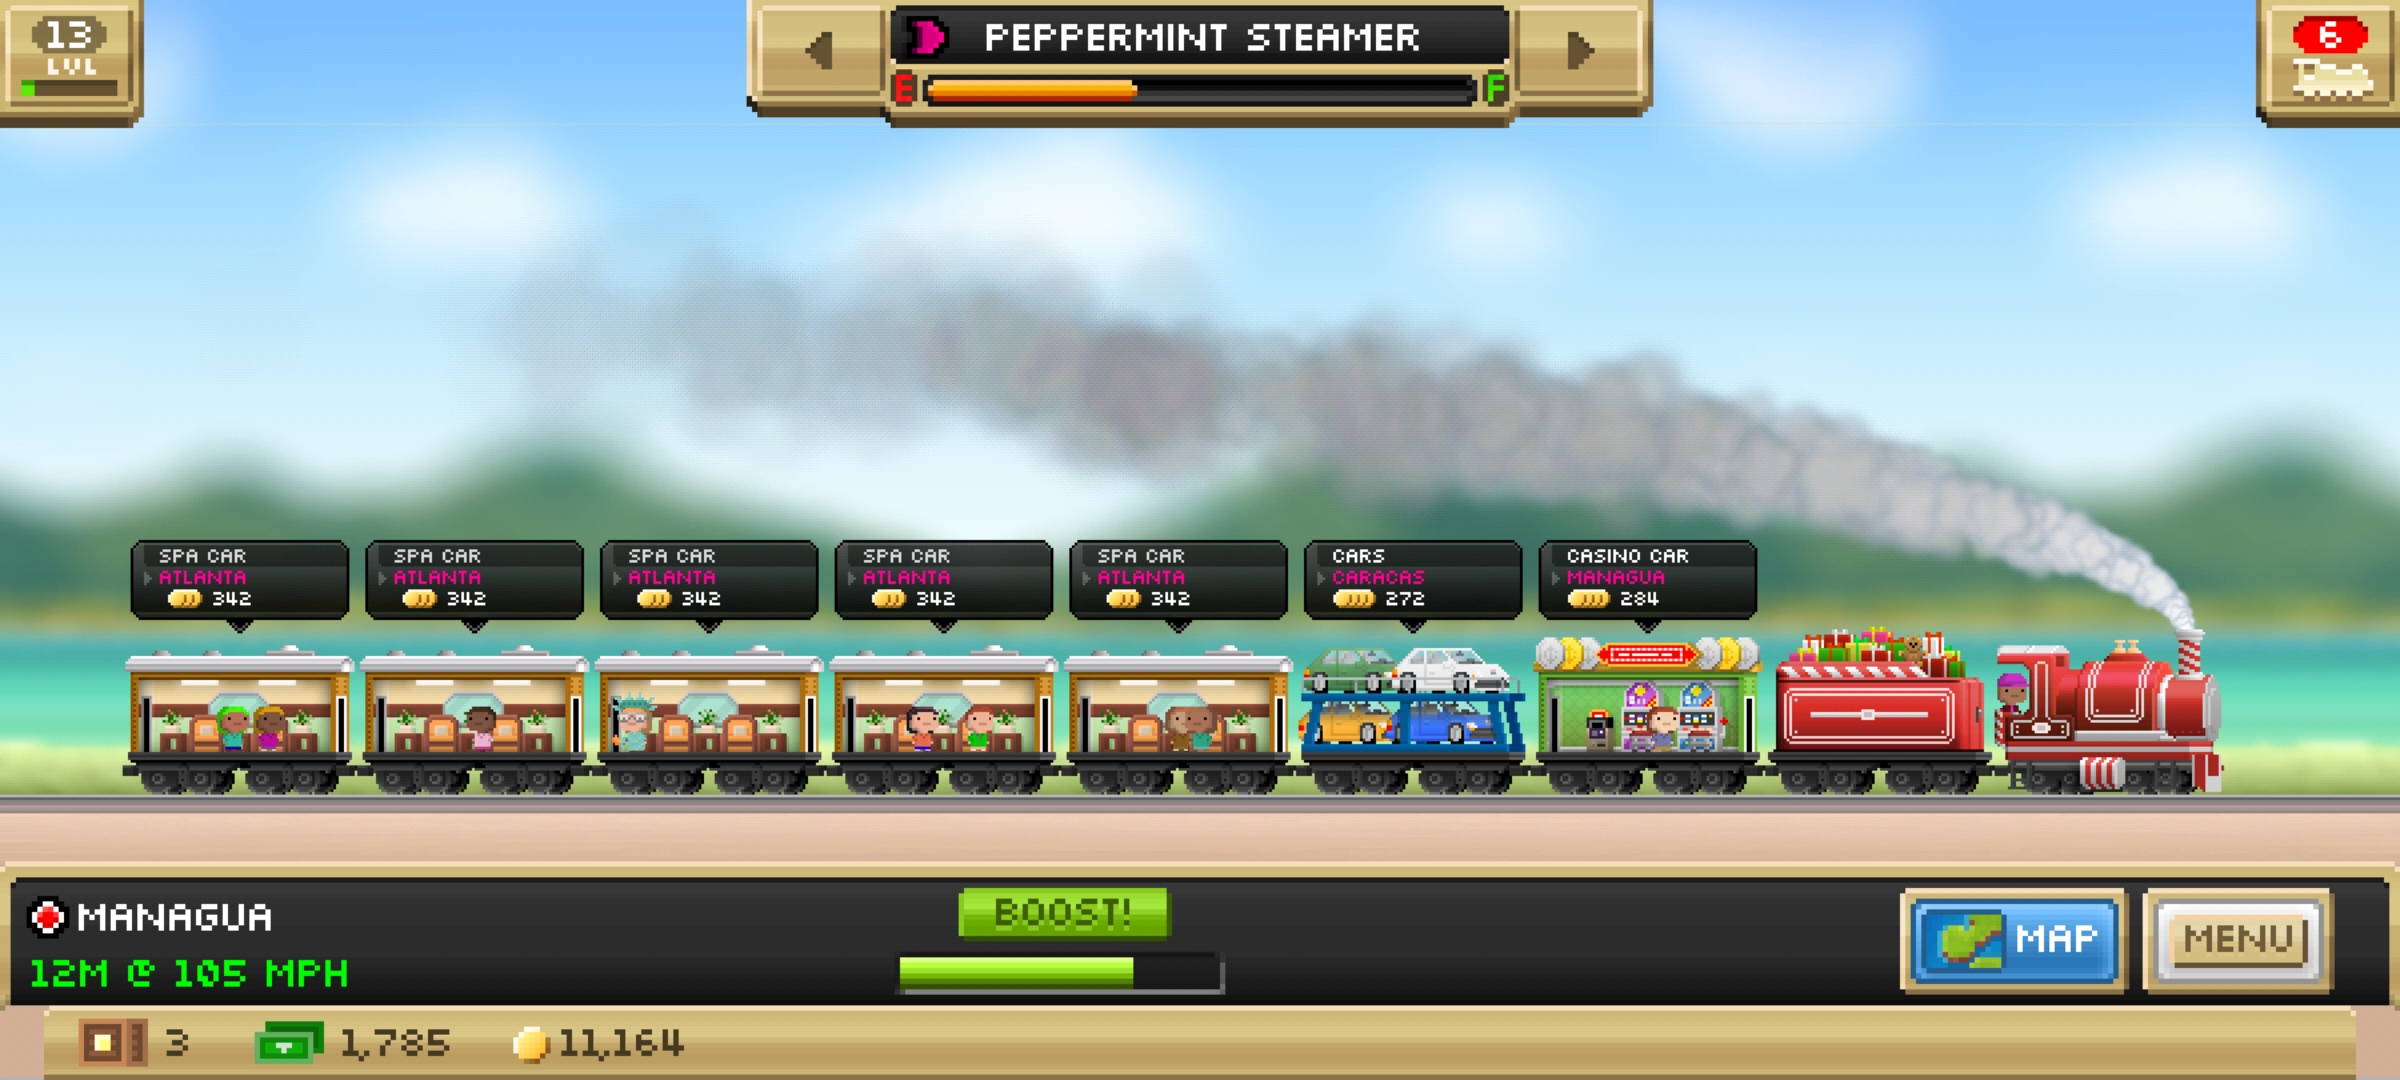 13
LVL
PEPPERMINT STEAMER
E F
6
SPA CAR
ATLANTA
342
SPA CAR
ATLANTA
342
SPA CAR
ATLANTA
342
SPA CAR
ATLANTA
342
SPA CAR
ATLANTA
342
CARS
CARACAS
272
CASINO CAR
MANAGUA
284
MANAGUA
12M @ 105 MPH
BOOST!
MAP
MENU
3
1,785
11,164